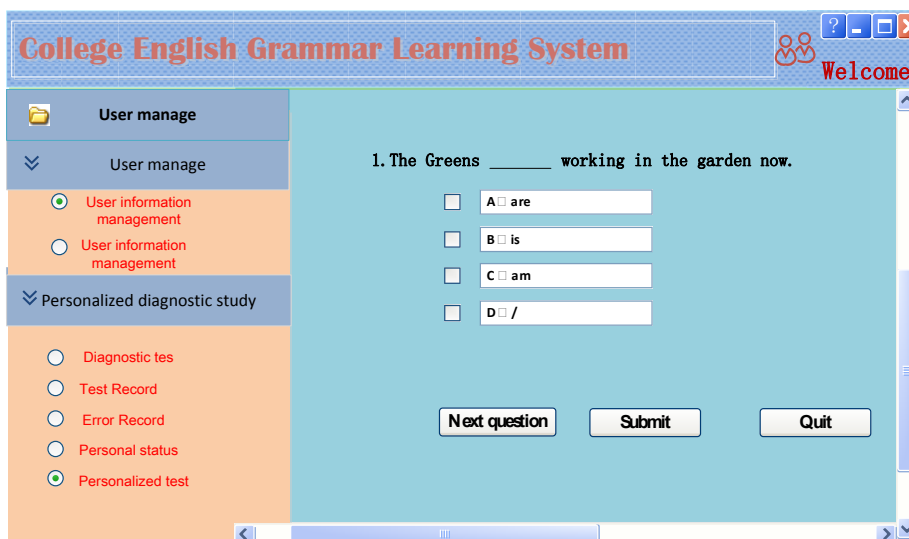 College English Grammar Learning System
?
Welcome
User manage
User manage
User information
management
User information
management
Personalized diagnostic study
Diagnostic tes
Test Record
Error Record
Personal status
Personalized test
1.The Greens ______ working in the garden now.
A□ are
B□ is
C□ am
D□ /
Next question
Submit
Quit